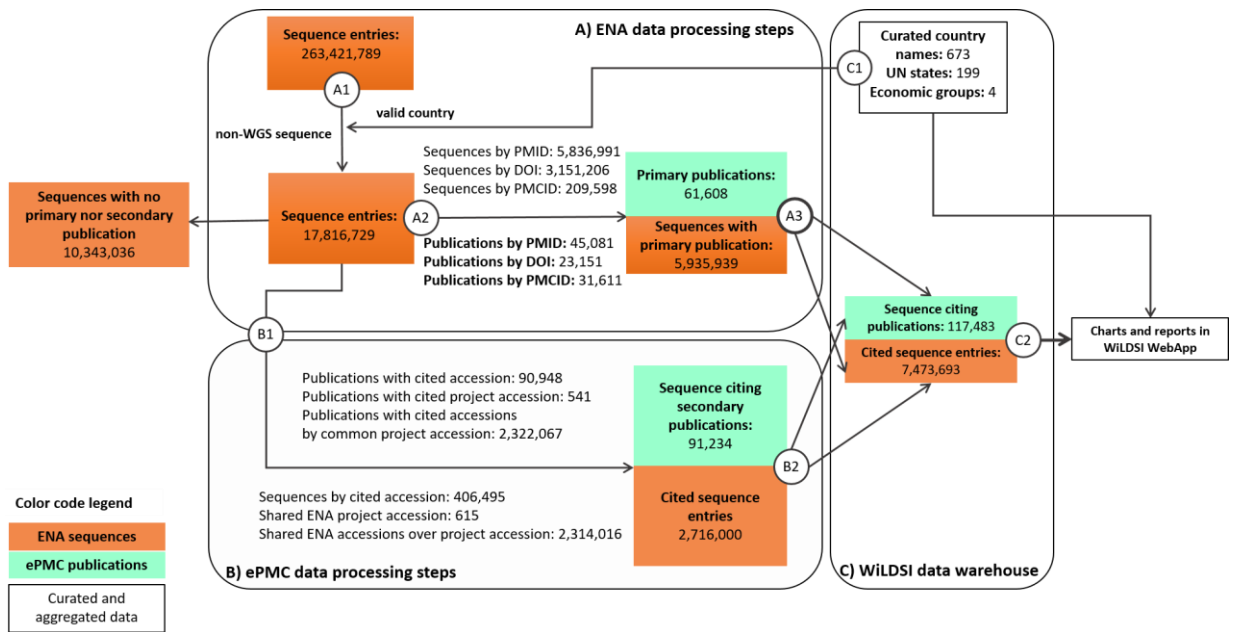 A) ENA data processing steps
Sequence entries:
263,421,789
A1
valid country
non-WGS sequence
Sequences by PMID: 5,836,991
Sequences by DOI: 3,151,206
Sequences by PMCID: 209,598
Sequences with no
primary nor secondary
publication
10,343,036
Sequence entries:
17,816,729
A2
Publications by PMID: 45,081
Publications by DOI: 23,151
Publications by PMCID: 31,611
Primary publications:
61,608
Sequences with
primary publication:
5,935,939
A3
B1
Publications with cited accession: 90,948
Publications with cited project accession: 541
Publications with cited accessions
by common project accession: 2,322,067
Sequences by cited accession: 406,495
Shared ENA project accession: 615
Shared ENA accessions over project accession: 2,314,016
Sequence citing
secondary
publications:
91,234
Cited sequence
entries
2,716,000
B2
B) ePMC data processing steps
C1
Curated country
names: 673
UN states: 199
Economic groups: 4
Sequence citing
publications: 117,483
Cited sequence entries:
7,473,693
C2
Charts and reports in
WiLDSI WebApp
C) WiLDSI data warehouse
Color code legend
ENA sequences
ePMC publications
Curated and
aggregated data